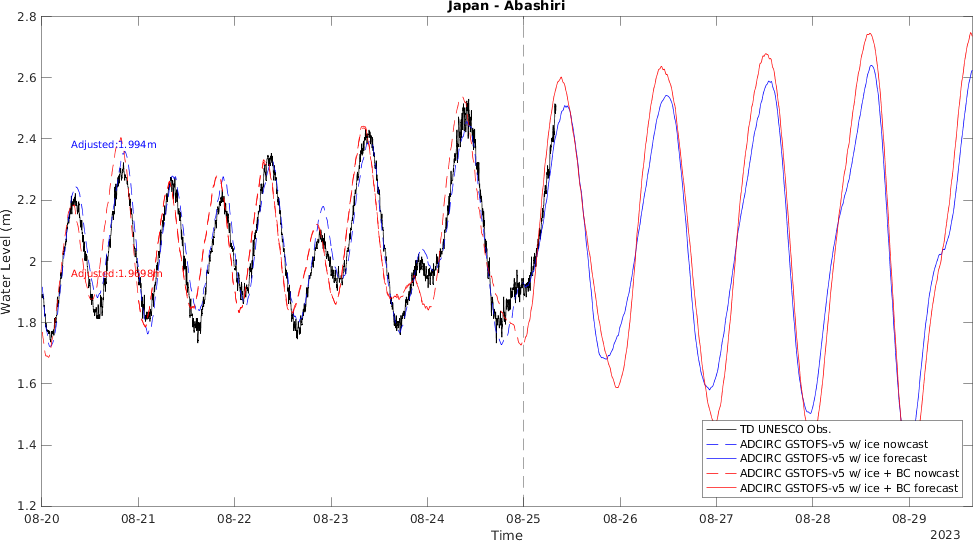 Japan - Abashiri
2.8
2.6
2.4
2.2
2
1.8
1.6
1.4
1.2
Water Level (m)
Adjusted:1.994m
Adjusted:1.9698m
TD UNESCO Obs.
ADCIRC GSTOFS-v5 w/ ice nowcast
ADCIRC GSTOFS-v5 w/ ice forecast
ADCIRC GSTOFS-v5 w/ ice + BC nowcast
ADCIRC GSTOFS-v5 w/ ice + BC forecast
08-20 08-21 08-22 08-23 08-24 08-25 08-26 08-27 08-28 08-29
Time
2023